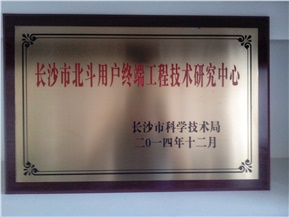 长沙市北斗用户终端工程技术研究中心
长沙市科学技术局
二〇一四年十二月